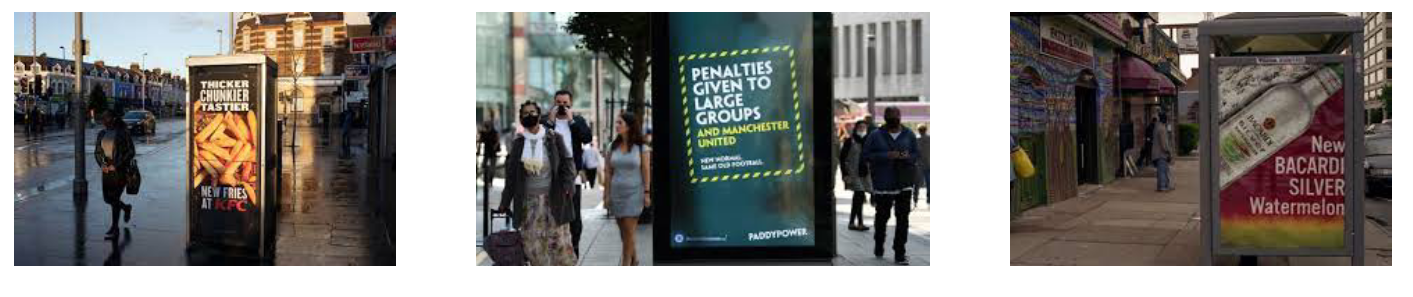 THICKER
CHUNKIER
TASTIER
NEW FRIES
AT KFC
PENALTIES
GIVEN TO
LARGE
GROUPS
AND MANCHESTER
UNITED
NEW NORMAL.
SAME OLD FOOTBALL.
PADDYPOWER.
BACARDI
New
BACARDI
SILVER
Watermelon